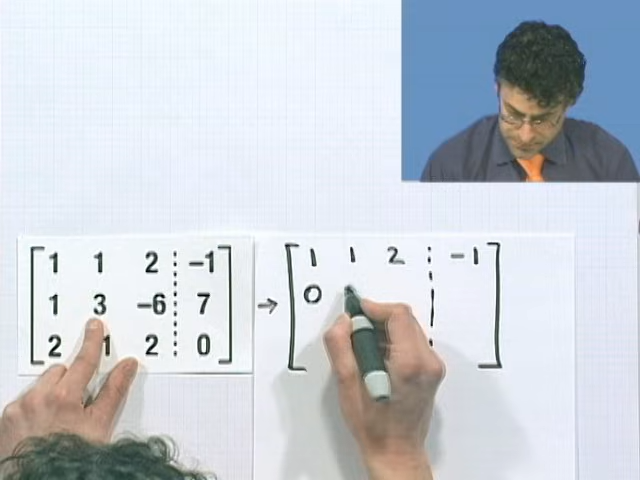 1 1 2 ⋮ −1 1 1 2 ⋮ −1
1 3 −6 ⋮ 7 → 0
2 1 2 ⋮ 0